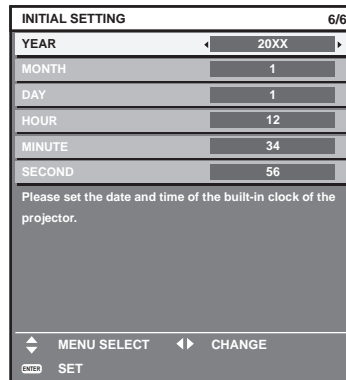 INITIAL SETTING 6/6
YEAR 20XX
MONTH 1
DAY 1
HOUR 12
MINUTE 34
SECOND 56
Please set the date and time of the built-in clock of the
projector.
MENU SELECT CHANGE
ENTER SET